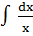 ∫ dx/x